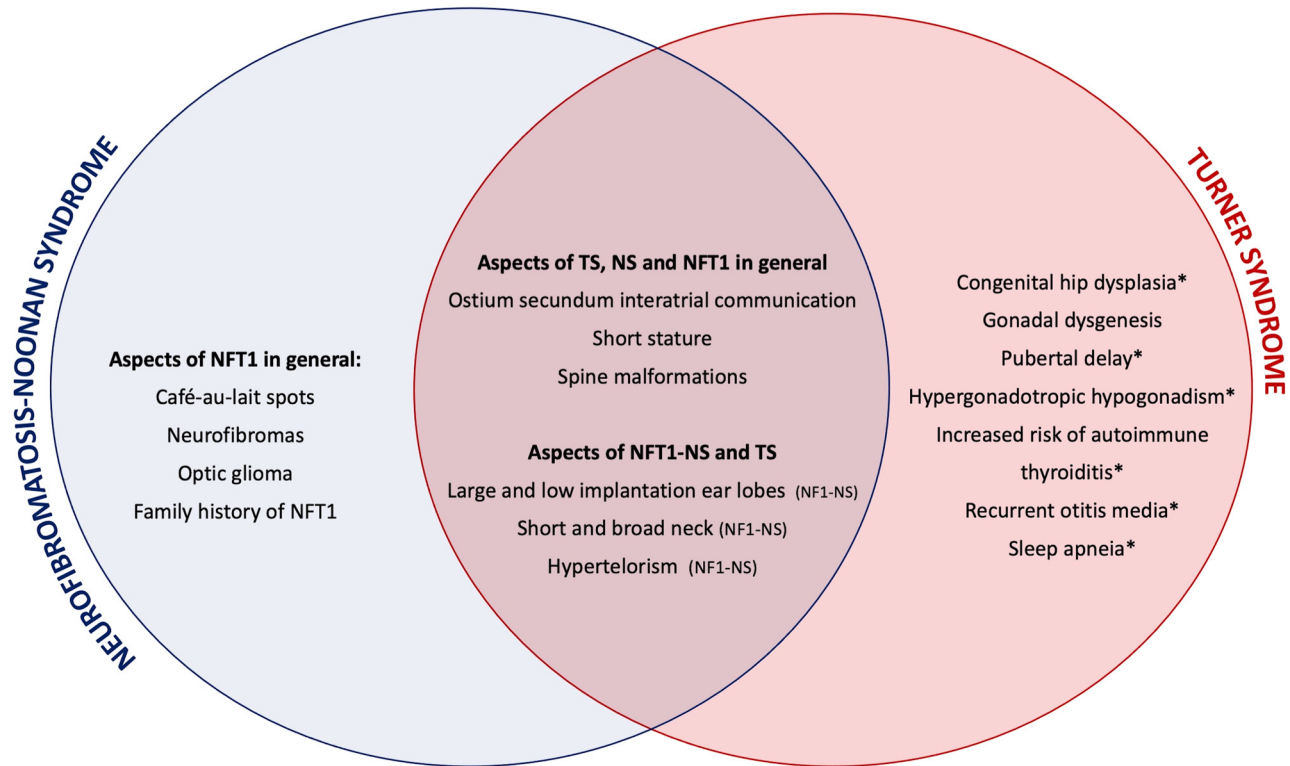 NEUROFIBROMATOSIS-NOONAN SYNDROME
Aspects of NFT1 in general:
Café-au-lait spots
Neurofibromas
Optic glioma
Family history of NFT1
Aspects of TS, NS and NFT1 in general
Ostium secundum interatrial communication
Short stature
Spine malformations
Aspects of NFT1-NS and TS
Large and low implantation ear lobes (NF1-NS)
Short and broad neck (NF1-NS)
Hypertelorism (NF1-NS)
TURNER SYNDROME
Congenital hip dysplasia*
Gonadal dysgenesis
Pubertal delay*
Hypergonadotropic hypogonadism*
Increased risk of autoimmune
thyroiditis*
Recurrent otitis media*
Sleep apneia*